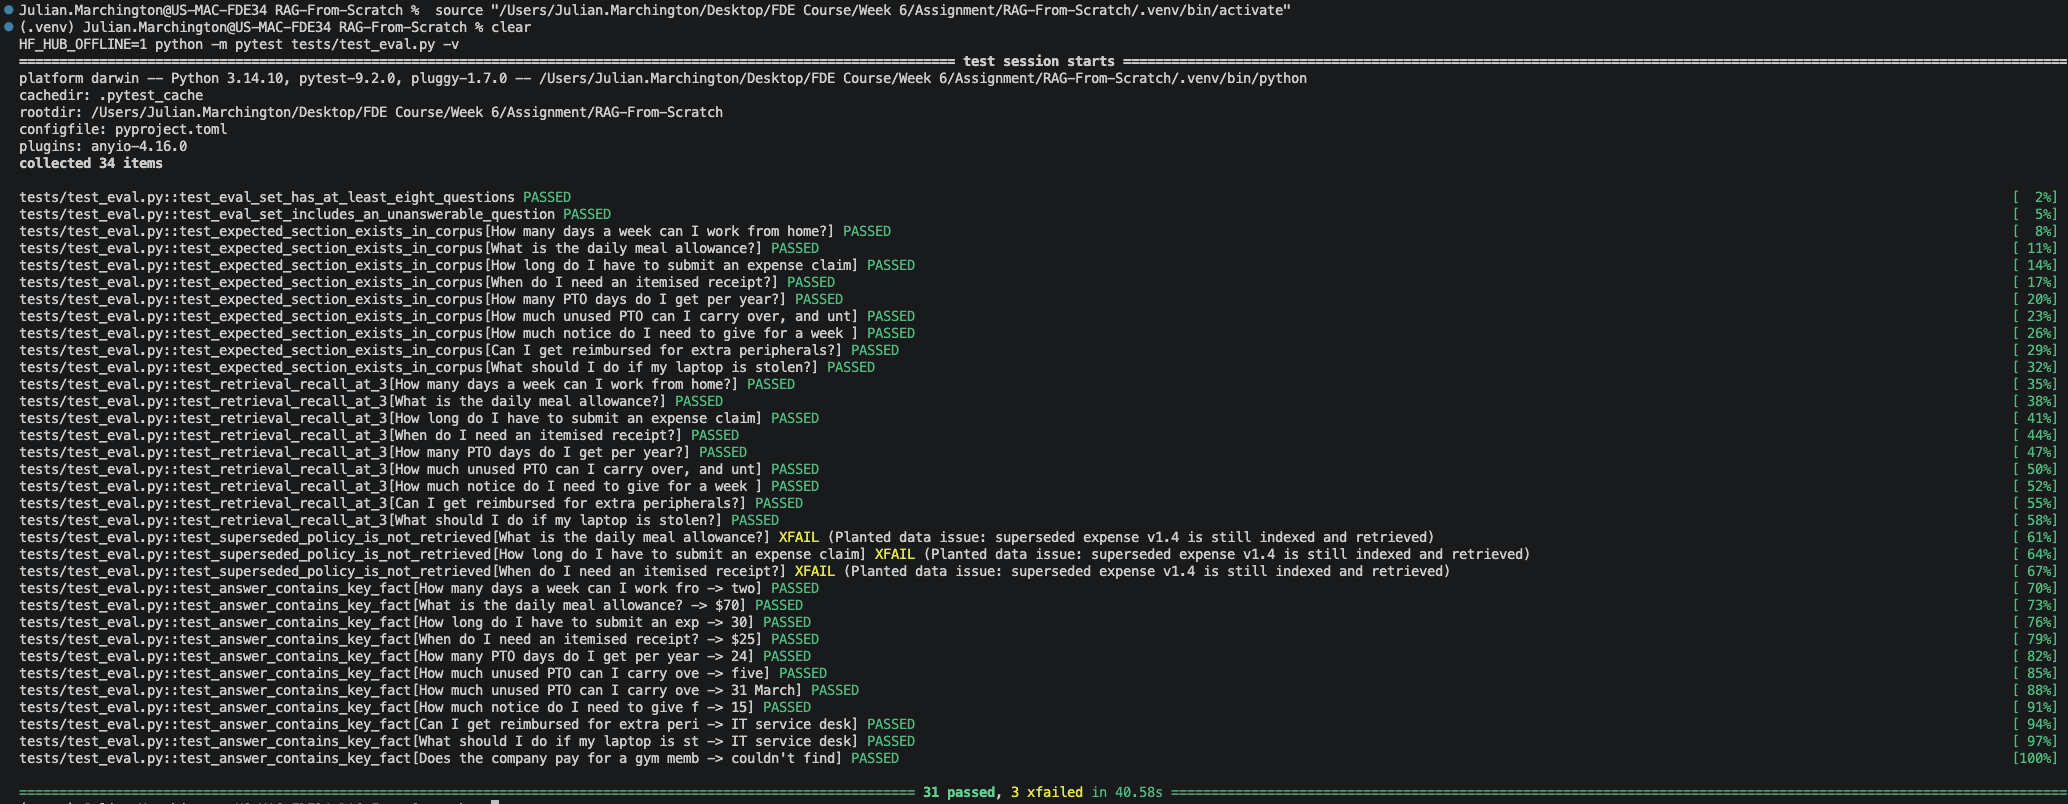 Julian.Marchington@US-MAC-FDE34 RAG-From-Scratch %  source "/Users/Julian.Marchington/Desktop/FDE Course/Week 6/Assignment/RAG-From-Scratch/.venv/bin/activate"
(.venv) Julian.Marchington@US-MAC-FDE34 RAG-From-Scratch % clear
HF_HUB_OFFLINE=1 python -m pytest tests/test_eval.py -v
test session starts
platform darwin -- Python 3.14.10, pytest-9.2.0, pluggy-1.7.0 -- /Users/Julian.Marchington/Desktop/FDE Course/Week 6/Assignment/RAG-From-Scratch/.venv/bin/python
cachedir: .pytest_cache
rootdir: /Users/Julian.Marchington/Desktop/FDE Course/Week 6/Assignment/RAG-From-Scratch
configfile: pyproject.toml
plugins: anyio-4.16.0
collected 34 items
tests/test_eval.py::test_eval_set_has_at_least_eight_questions PASSED [  2%]
tests/test_eval.py::test_eval_set_includes_an_unanswerable_question PASSED [  5%]
tests/test_eval.py::test_expected_section_exists_in_corpus[How many days a week can I work from home?] PASSED [  8%]
tests/test_eval.py::test_expected_section_exists_in_corpus[What is the daily meal allowance?] PASSED [ 11%]
tests/test_eval.py::test_expected_section_exists_in_corpus[How long do I have to submit an expense claim] PASSED [ 14%]
tests/test_eval.py::test_expected_section_exists_in_corpus[When do I need an itemised receipt?] PASSED [ 17%]
tests/test_eval.py::test_expected_section_exists_in_corpus[How many PTO days do I get per year?] PASSED [ 20%]
tests/test_eval.py::test_expected_section_exists_in_corpus[How much unused PTO can I carry over, and unt] PASSED [ 23%]
tests/test_eval.py::test_expected_section_exists_in_corpus[How much notice do I need to give for a week ] PASSED [ 26%]
tests/test_eval.py::test_expected_section_exists_in_corpus[Can I get reimbursed for extra peripherals?] PASSED [ 29%]
tests/test_eval.py::test_expected_section_exists_in_corpus[What should I do if my laptop is stolen?] PASSED [ 32%]
tests/test_eval.py::test_retrieval_recall_at_3[How many days a week can I work from home?] PASSED [ 35%]
tests/test_eval.py::test_retrieval_recall_at_3[What is the daily meal allowance?] PASSED [ 38%]
tests/test_eval.py::test_retrieval_recall_at_3[How long do I have to submit an expense claim] PASSED [ 41%]
tests/test_eval.py::test_retrieval_recall_at_3[When do I need an itemised receipt?] PASSED [ 44%]
tests/test_eval.py::test_retrieval_recall_at_3[How many PTO days do I get per year?] PASSED [ 47%]
tests/test_eval.py::test_retrieval_recall_at_3[How much unused PTO can I carry over, and unt] PASSED [ 50%]
tests/test_eval.py::test_retrieval_recall_at_3[How much notice do I need to give for a week ] PASSED [ 52%]
tests/test_eval.py::test_retrieval_recall_at_3[Can I get reimbursed for extra peripherals?] PASSED [ 55%]
tests/test_eval.py::test_retrieval_recall_at_3[What should I do if my laptop is stolen?] PASSED [ 58%]
tests/test_eval.py::test_superseded_policy_is_not_retrieved[What is the daily meal allowance?] XFAIL (Planted data issue: superseded expense v1.4 is still indexed and retrieved) [ 61%]
tests/test_eval.py::test_superseded_policy_is_not_retrieved[How long do I have to submit an expense claim] XFAIL (Planted data issue: superseded expense v1.4 is still indexed and retrieved) [ 64%]
tests/test_eval.py::test_superseded_policy_is_not_retrieved[When do I need an itemised receipt?] XFAIL (Planted data issue: superseded expense v1.4 is still indexed and retrieved) [ 67%]
tests/test_eval.py::test_answer_contains_key_fact[How many days a week can I work fro -> two] PASSED [ 70%]
tests/test_eval.py::test_answer_contains_key_fact[What is the daily meal allowance? -> $70] PASSED [ 73%]
tests/test_eval.py::test_answer_contains_key_fact[How long do I have to submit an exp -> 30] PASSED [ 76%]
tests/test_eval.py::test_answer_contains_key_fact[When do I need an itemised receipt? -> $25] PASSED [ 79%]
tests/test_eval.py::test_answer_contains_key_fact[How many PTO days do I get per year -> 24] PASSED [ 82%]
tests/test_eval.py::test_answer_contains_key_fact[How much unused PTO can I carry ove -> five] PASSED [ 85%]
tests/test_eval.py::test_answer_contains_key_fact[How much unused PTO can I carry ove -> 31 March] PASSED [ 88%]
tests/test_eval.py::test_answer_contains_key_fact[How much notice do I need to give f -> 15] PASSED [ 91%]
tests/test_eval.py::test_answer_contains_key_fact[Can I get reimbursed for extra peri -> IT service desk] PASSED [ 94%]
tests/test_eval.py::test_answer_contains_key_fact[What should I do if my laptop is st -> IT service desk] PASSED [ 97%]
tests/test_eval.py::test_answer_contains_key_fact[Does the company pay for a gym memb -> couldn't find] PASSED [100%]
31 passed, 3 xfailed in 40.58s